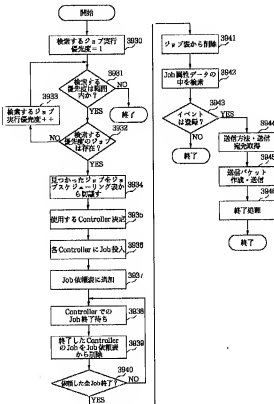 開始
検索するジョブ実行
優先度=1
3930
3931
検索する
優先度は範囲
内か?
NO
YES
終了
3933
検索するジョブ
実行優先度++
3932
検索する
優先度のジョブ
は存在?
NO
YES
見つかったジョブをジョ
ブスケジューリング表か
ら取得す
3934
使用するController決定
3935
各ControllerにJob投入
3936
Job依頼表に追加
3937
Controllerでの
Job終了待ち
3938
終了したController
のJobをJob依頼表
から削除
3939
3940
依頼した全Job終了?
NO
YES
3941
ジョブ表から削除
3942
Job属性データの
中を検索
3943
イベント
は登録?
YES
NO
終了
3944
送信方法・送信
宛先取得
3945
送信パケット
作成・送信
3946
終了処理
終了